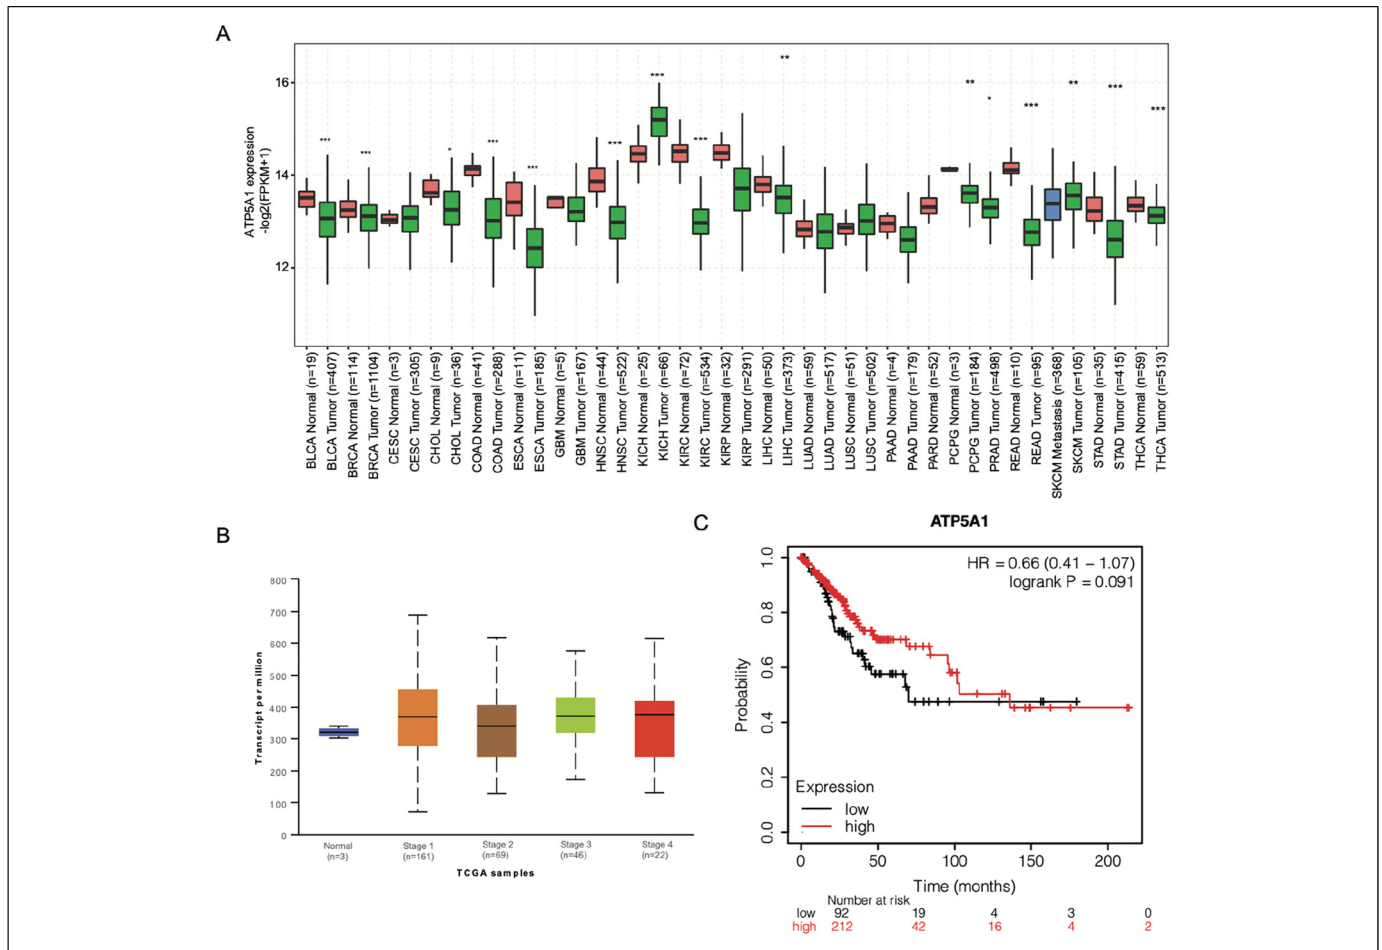 A
ATP5A1 expression
-log2(FPKM+1)
16
14
12
***
***
*
***
***
***
***
***
**
**
*
***
**
***
***
BLCA Normal (n=19)
BLCA Tumor (n=407)
BRCA Normal (n=114)
BRCA Tumor (n=1104)
CESC Normal (n=3)
CESC Tumor (n=305)
CHOL Normal (n=9)
CHOL Tumor (n=36)
COAD Normal (n=41)
COAD Tumor (n=288)
ESCA Normal (n=11)
ESCA Tumor (n=185)
GBM Normal (n=5)
GBM Tumor (n=167)
HNSC Normal (n=44)
HNSC Tumor (n=522)
KICH Normal (n=25)
KICH Tumor (n=66)
KIRC Normal (n=72)
KIRC Tumor (n=534)
KIRP Normal (n=32)
KIRP Tumor (n=291)
LIHC Normal (n=50)
LIHC Tumor (n=373)
LUAD Normal (n=59)
LUAD Tumor (n=517)
LUSC Normal (n=51)
LUSC Tumor (n=502)
PAAD Normal (n=4)
PAAD Tumor (n=179)
PARD Normal (n=52)
PCPG Normal (n=3)
PCPG Tumor (n=184)
PRAD Tumor (n=498)
READ Normal (n=10)
READ Tumor (n=95)
SKCM Metastasis (n=368)
SKCM Tumor (n=105)
STAD Normal (n=35)
STAD Tumor (n=415)
THCA Normal (n=59)
THCA Tumor (n=513)
B
Transcript per million
800
700
600
500
400
300
200
100
0
Normal
(n=3)
Stage 1
(n=161)
Stage 2
(n=69)
Stage 3
(n=46)
Stage 4
(n=22)
TCGA samples
C
ATP5A1
HR = 0.66 (0.41 − 1.07)
logrank P = 0.091
Probability
1.0
0.8
0.6
0.4
0.2
0.0
Expression
low
high
0 50 100 150 200
Time (months)
Number at risk
low 92 19 4 3 0
high 212 42 16 4 2